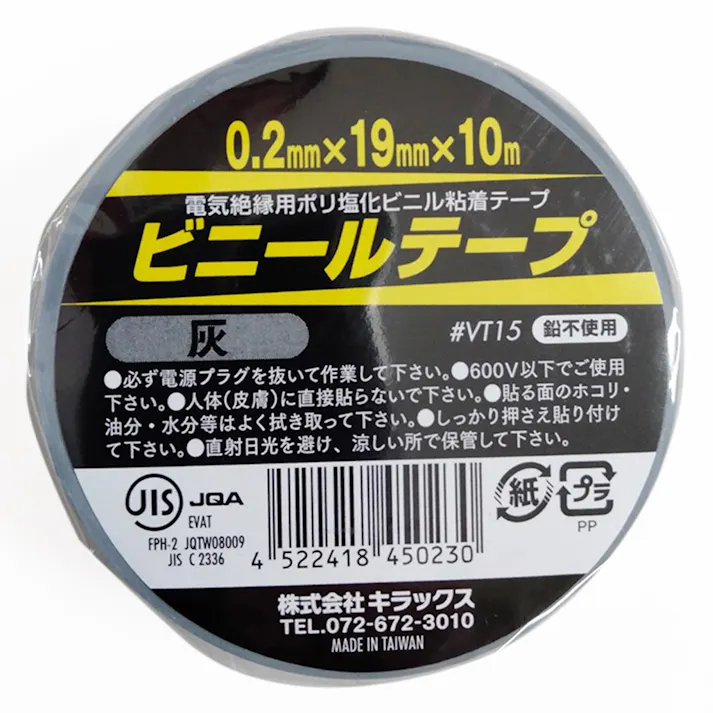 0.2mm×19mm×10m
電気絶縁用ポリ塩化ビニル粘着テープ
ビニールテープ
灰 #VT15 鉛不使用
●必ず電源プラグを抜いて作業して下さい。●600V以下でご使用
下さい。●人体(皮膚)に直接貼らないで下さい。●貼る面のホコリ・
油分・水分等はよく拭き取って下さい。●しっかり押さえ貼り付け
て下さい。●直射日光を避け、涼しい所で保管して下さい。
JIS JQA
EVAT
FPH-2 JQTW08009
JIS C 2336
4 522418 450230
紙 プラ
PP
株式会社 キラックス
TEL.072-672-3010
MADE IN TAIWAN